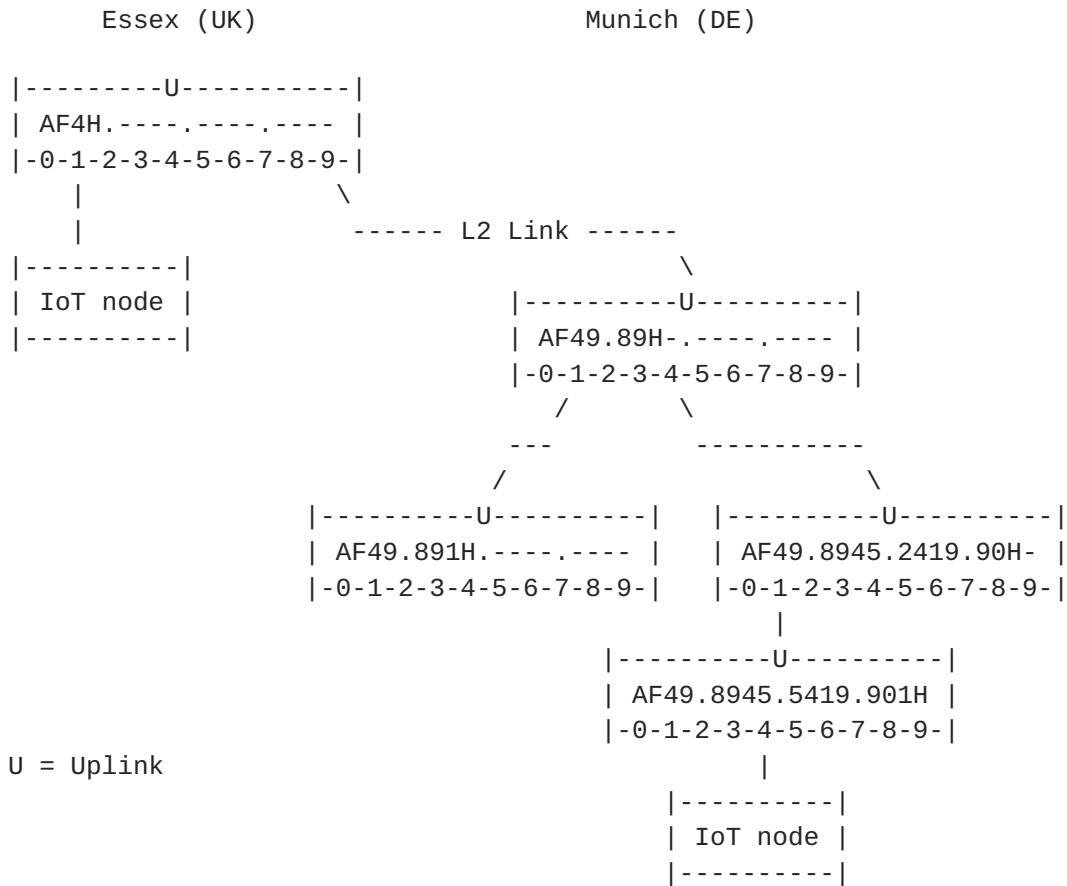 Essex (UK)                     Munich (DE)

|---------U-----------|
| AF4H.----.----.---- |
|-0-1-2-3-4-5-6-7-8-9-|
    |                \
    |                 ------ L2 Link ------
|----------|                               \
| IoT node |                    |----------U----------|
|----------|                    | AF49.89H-.----.---- |
                                |-0-1-2-3-4-5-6-7-8-9-|
                                   /       \
                                ---         -----------
                               /                       \
                   |----------U----------|   |----------U----------|
                   | AF49.891H.----.---- |   | AF49.8945.2419.90H- |
                   |-0-1-2-3-4-5-6-7-8-9-|   |-0-1-2-3-4-5-6-7-8-9-|
                                                 |
                                      |----------U----------|
                                      | AF49.8945.5419.901H |
                                      |-0-1-2-3-4-5-6-7-8-9-|
U = Uplink                                      |
                                          |----------|
                                          | IoT node |
                                          |----------|